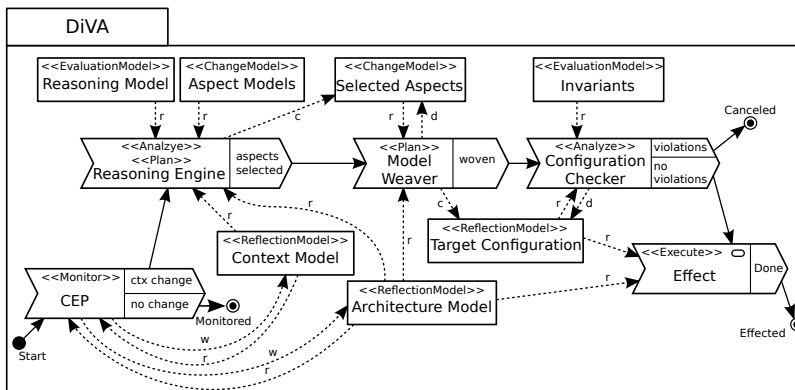 DiVA
<<EvaluationModel>>
Reasoning Model
<<ChangeModel>>
Aspect Models
<<ChangeModel>>
Selected Aspects
<<EvaluationModel>>
Invariants
r
r
c
r
d
r
Canceled
<<Analzye>>
<<Plan>>
Reasoning Engine
aspects
selected
<<Plan>>
Model
Weaver
woven
<<Analyze>>
Configuration
Checker
violations
no
violations
r
r
r
c
r
d
<<ReflectionModel>>
Context Model
<<ReflectionModel>>
Target Configuration
r
r
<<Monitor>>
CEP
ctx change
no change
Monitored
<<ReflectionModel>>
Architecture Model
<<Execute>>
Effect
Done
Start
w
r
w
r
Effected